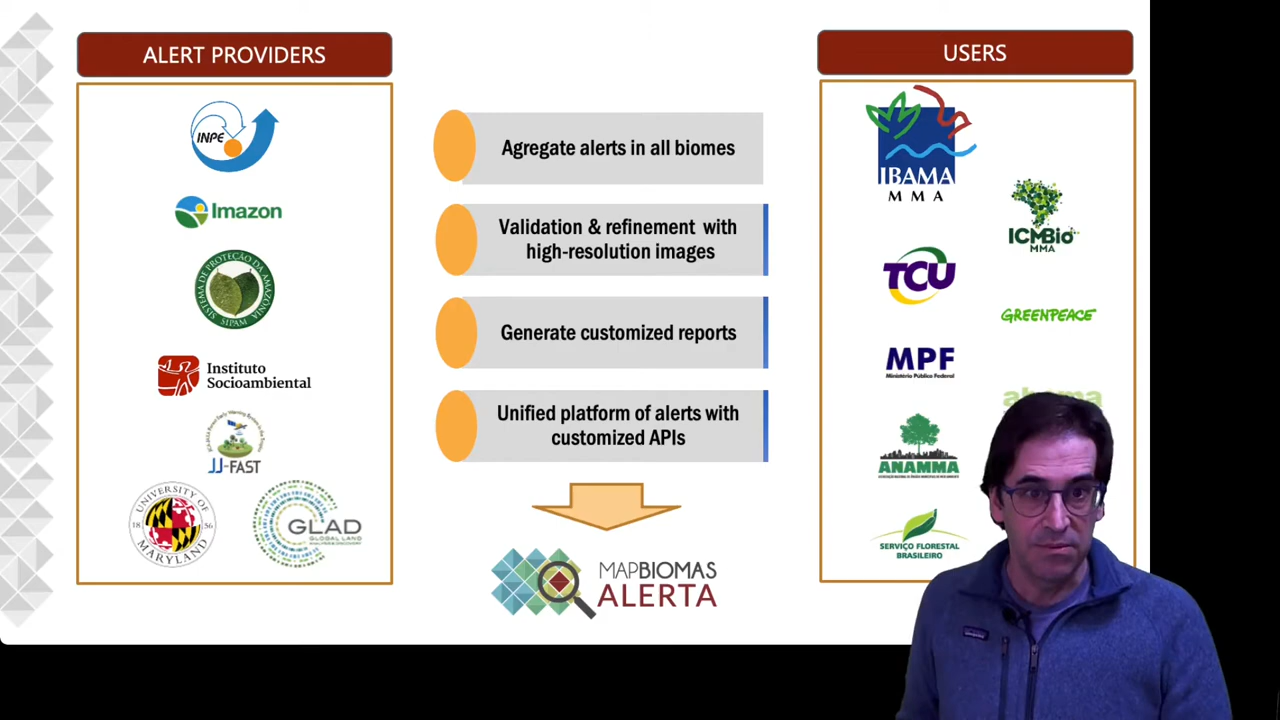 ALERT PROVIDERS
INPE
Imazon
SISTEMA DE PROTEÇÃO DA AMAZÔNIA
SIPAM
Instituto
Socioambiental
JJ-FAST
UNIVERSITY OF
18 56
MARYLAND
GLAD
GLOBAL LAND
Agregate alerts in all biomes
Validation & refinement with
high-resolution images
Generate customized reports
Unified platform of alerts with
customized APIs
MAPBIOMAS
ALERTA
USERS
IBAMA
MMA
ICMBio
MMA
TCU
GREENPEACE
MPF
Ministério Público Federal
ANAMMA
SERVIÇO FLORESTAL
BRASILEIRO